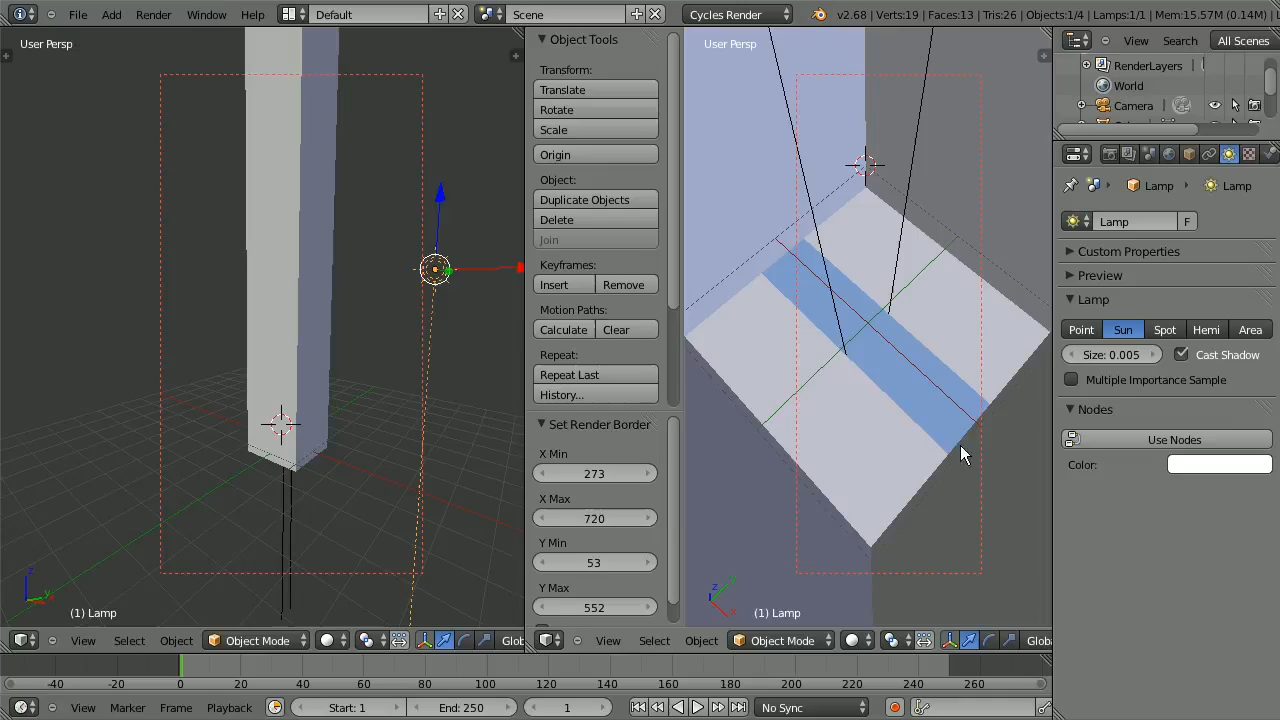 File Add Render Window Help Default Scene Cycles Render v2.68 | Verts:19 | Faces:13 | Tris:26 | Objects:1/4 | Lamps:1/1 | Mem:15.57M (0.14M) | L
User Persp
Object Tools
Transform:
Translate
Rotate
Scale
Origin
Object:
Duplicate Objects
Delete
Join
Keyframes:
Insert Remove
Motion Paths:
Calculate Clear
Repeat:
Repeat Last
History...
Set Render Border
X Min
273
X Max
720
Y Min
53
Y Max
552
User Persp
(1) Lamp
(1) Lamp
View Select Object Object Mode Glob
View Select Object Object Mode Glo
View Search All Scenes
RenderLayers
World
Camera
Lamp Lamp
Lamp F
Custom Properties
Preview
Lamp
Point Sun Spot Hemi Area
Size: 0.005 Cast Shadow
Multiple Importance Sample
Nodes
Use Nodes
Color:
-40 -20 0 20 40 60 80 100 120 140 160 180 200 220 240 260
View Marker Frame Playback Start: 1 End: 250 1 No Sync